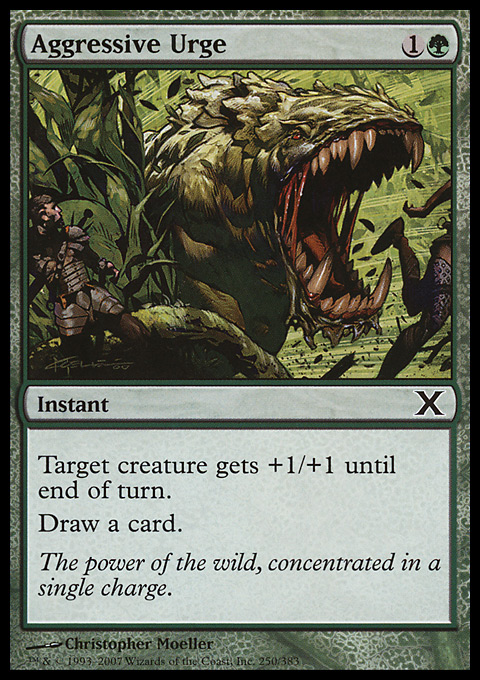 Aggressive Urge 1
Instant X
Target creature gets +1/+1 until
end of turn.
Draw a card.
The power of the wild, concentrated in a
single charge.
Christopher Moeller
™ & © 1993–2007 Wizards of the Coast, Inc. 250/383